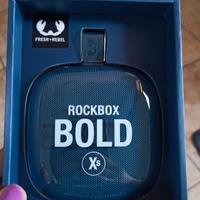 FRESH 'N REBEL
ROCKBOX
BOLD
Xs